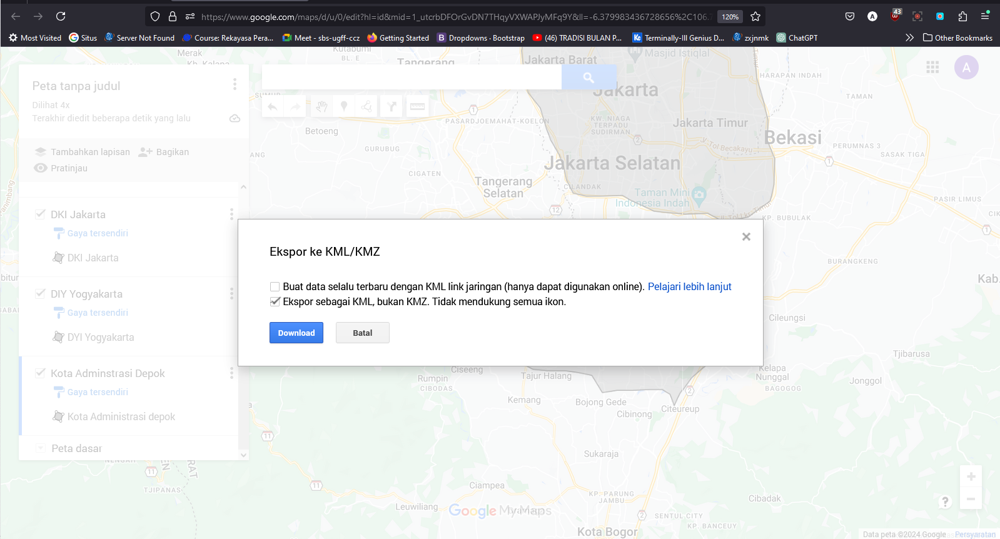 https://www.google.com/maps/d/u/0/edit?hl=id&mid=1_utcrbDFOrGvDN7THqyVXWAPJyMFq9Y&ll=-6.379983436728656%2C106.7
120%
43
Most Visited
Situs
Server Not Found
Course: Rekayasa Pera...
Meet - sbs-ugff-ccz
Getting Started
Dropdowns · Bootstrap
(46) TRADISI BULAN P...
Terminally-Ill Genius D...
zxjnmk
ChatGPT
Other Bookmarks
Peta tanpa judul
Dilihat 4x
Terakhir diedit beberapa detik yang lalu
Tambahkan lapisan
Bagikan
Pratinjau
DKI Jakarta
Gaya tersendiri
DKI Jakarta
DIY Yogyakarta
Gaya tersendiri
DYI Yogyakarta
Kota Adminstrasi Depok
Gaya tersendiri
Kota Administrasi depok
Peta dasar
A
Ekspor ke KML/KMZ
Buat data selalu terbaru dengan KML link jaringan (hanya dapat digunakan online). Pelajari lebih lanjut
Ekspor sebagai KML, bukan KMZ. Tidak mendukung semua ikon.
Download
Batal
Merak
BL. E
Tangerang
Jakarta Barat
Masjid Istiqlal
HARAPAN INDAH
Jakarta
TAMAN
PASARDJOEMAHAT-KOELON
KW. NIAGA
TERPADU
SUDIRMAN
Jakarta Timur
Betoeng
GURUBUG
Bekasi
PERUMNAS 3
SASAK TIGA
Jl. Tol Becakayu
CIGATEN
Jakarta Selatan
Tangerang
Selatan
CILANDAK
Taman Mini
Indonesia Indah
PASIR LIMUS
KP. BUBULAK
BURANGKENG
Kab.
Cileungsi
Tjibarusa
Ciseeng
Rumpin
CIBODAS
Tajur Halang
Kelapa
Nunggal
BAGOGOG
Jonggol
Kemang
Bojong Gede
Cibinong
Citeureup
Sukaraja
TJIPANAS
Ciampea
KP. PARUNG
JAMBU
Cibadak
Leuwiliang
SENTUL CITY
KP. BANCEUY
Kota Bogor
Google My Maps
Data peta ©2024 Google
Persyaratan